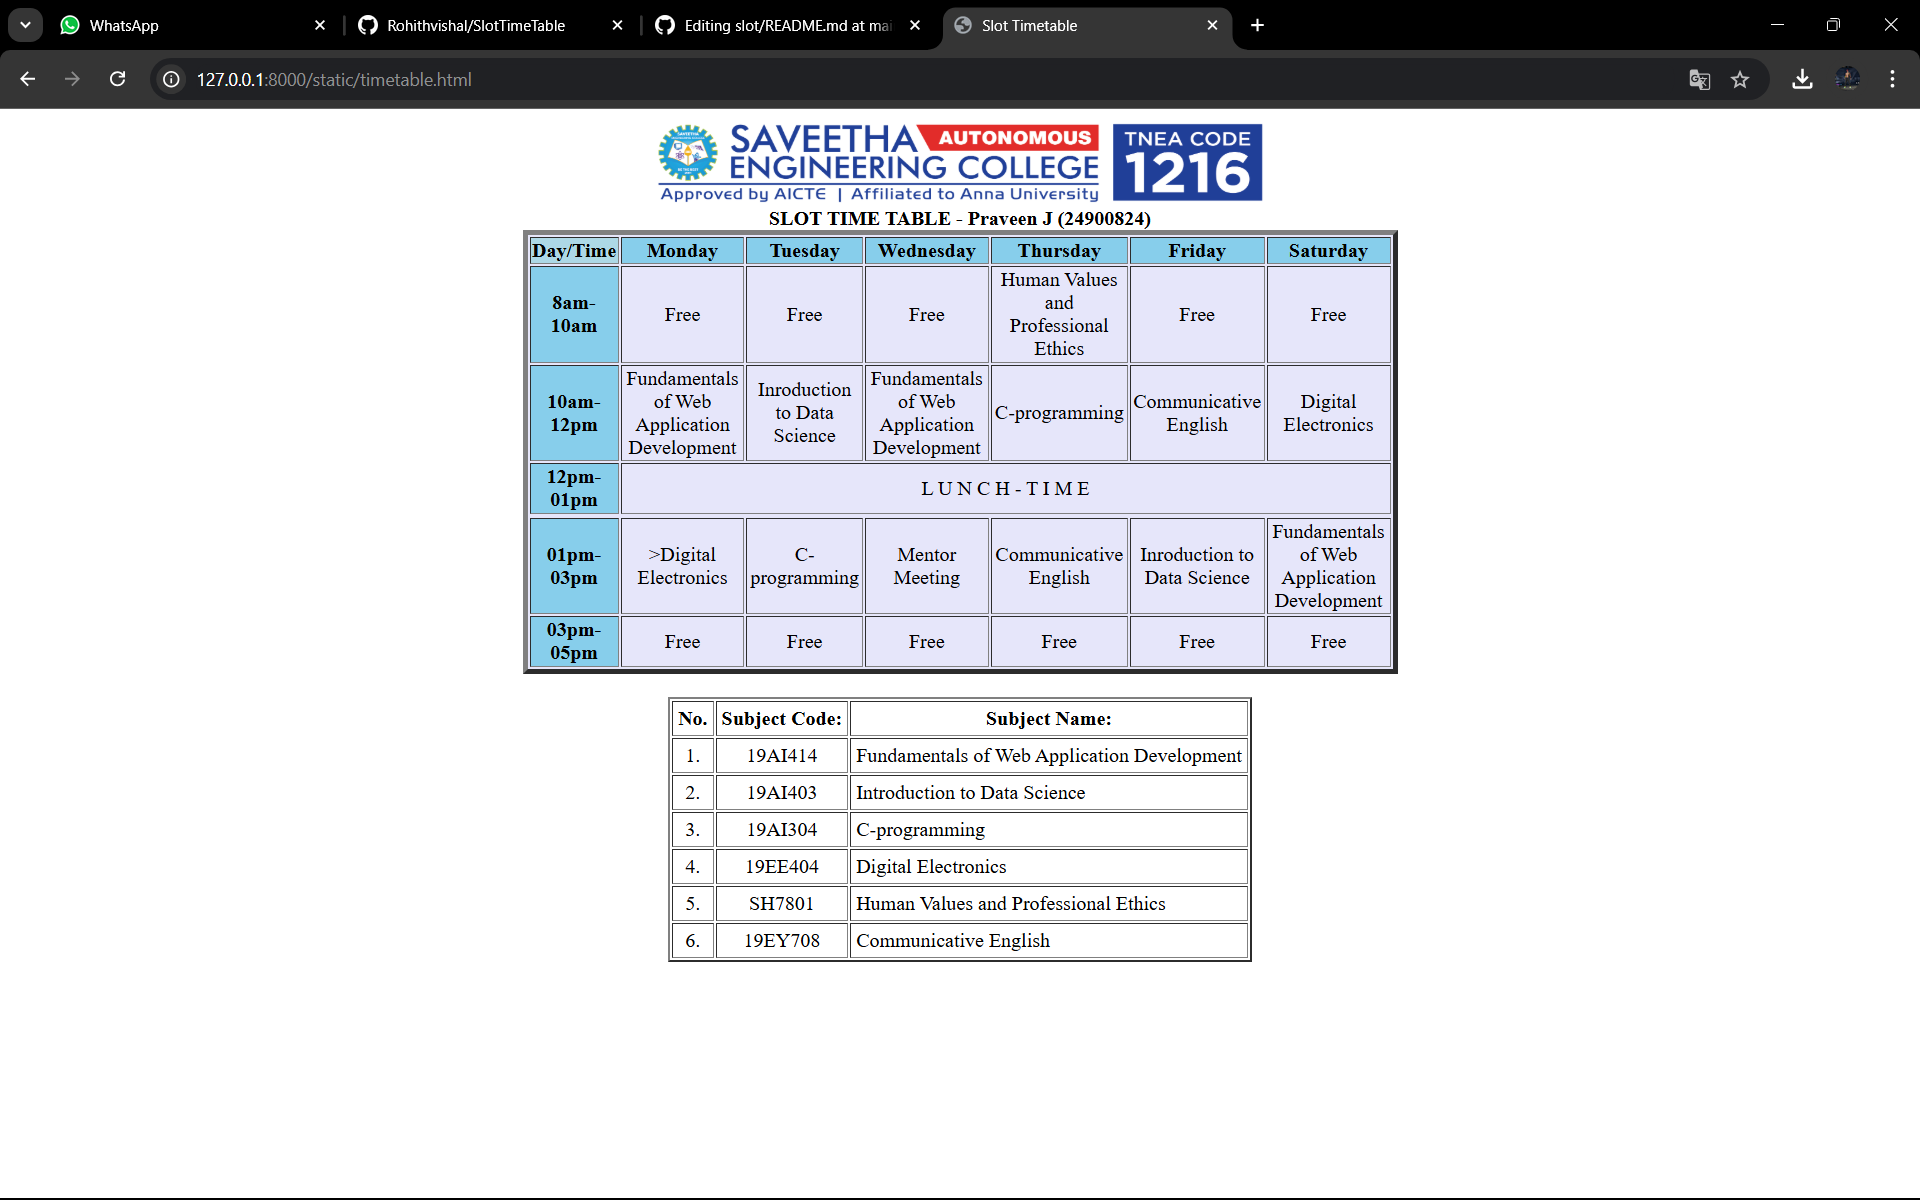 WhatsApp
Rohithvishal/SlotTimeTable
Editing slot/README.md at mai
Slot Timetable
127.0.0.1:8000/static/timetable.html
SAVEETHA AUTONOMOUS
ENGINEERING COLLEGE
Approved by AICTE | Affiliated to Anna University
TNEA CODE
1216
SLOT TIME TABLE - Praveen J (24900824)
Day/Time Monday Tuesday Wednesday Thursday Friday Saturday
8am-
10am
Free
Free
Free
Human Values
and
Professional
Ethics
Free
Free
10am-
12pm
Fundamentals
of Web
Application
Development
Inroduction
to Data
Science
Fundamentals
of Web
Application
Development
C-programming
Communicative
English
Digital
Electronics
12pm-
01pm
L U N C H - T I M E
01pm-
03pm
>Digital
Electronics
C-
programming
Mentor
Meeting
Communicative
English
Inroduction to
Data Science
Fundamentals
of Web
Application
Development
03pm-
05pm
Free
Free
Free
Free
Free
Free
No. Subject Code: Subject Name:
1. 19AI414 Fundamentals of Web Application Development
2. 19AI403 Introduction to Data Science
3. 19AI304 C-programming
4. 19EE404 Digital Electronics
5. SH7801 Human Values and Professional Ethics
6. 19EY708 Communicative English